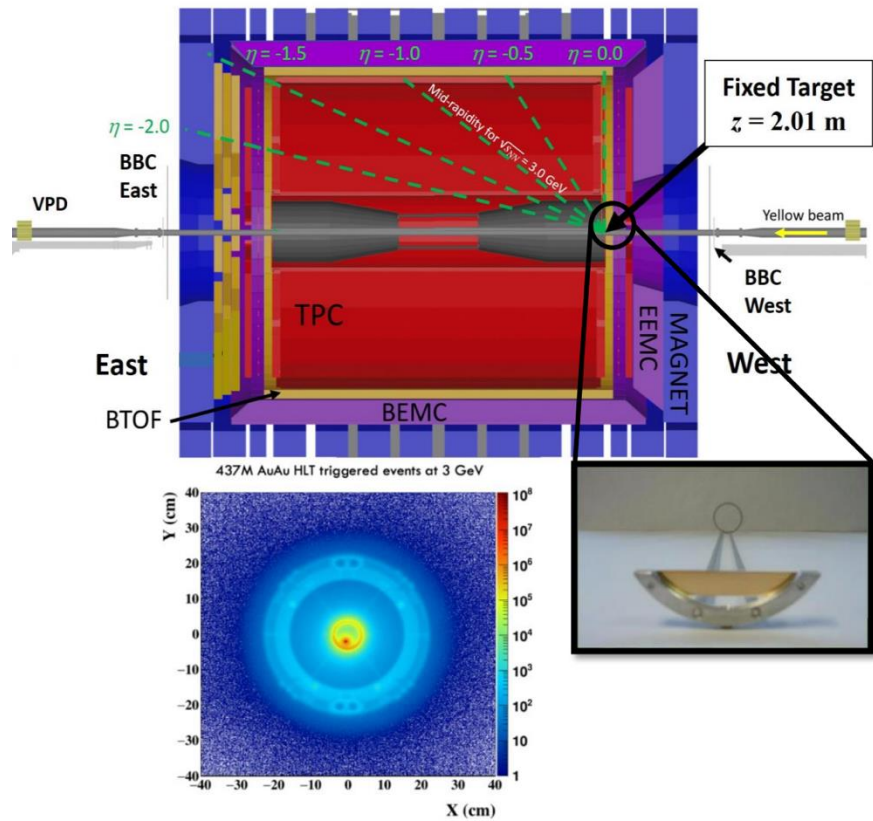 η = -1.5
η = -1.0
η = -0.5
η = 0.0
Fixed Target
z = 2.01 m
η = -2.0
Mid-rapidity for √sNN = 3.0 GeV
BBC
East
VPD
Yellow beam
BBC
West
TPC
EEMC
MAGNET
East
West
BTOF
BEMC
437M AuAu HLT triggered events at 3 GeV
Y (cm)
40
30
20
10
0
−10
−20
−30
−40
−40 −30 −20 −10 0 10 20 30 40
X (cm)
10⁸
10⁷
10⁶
10⁵
10⁴
10³
10²
10
1